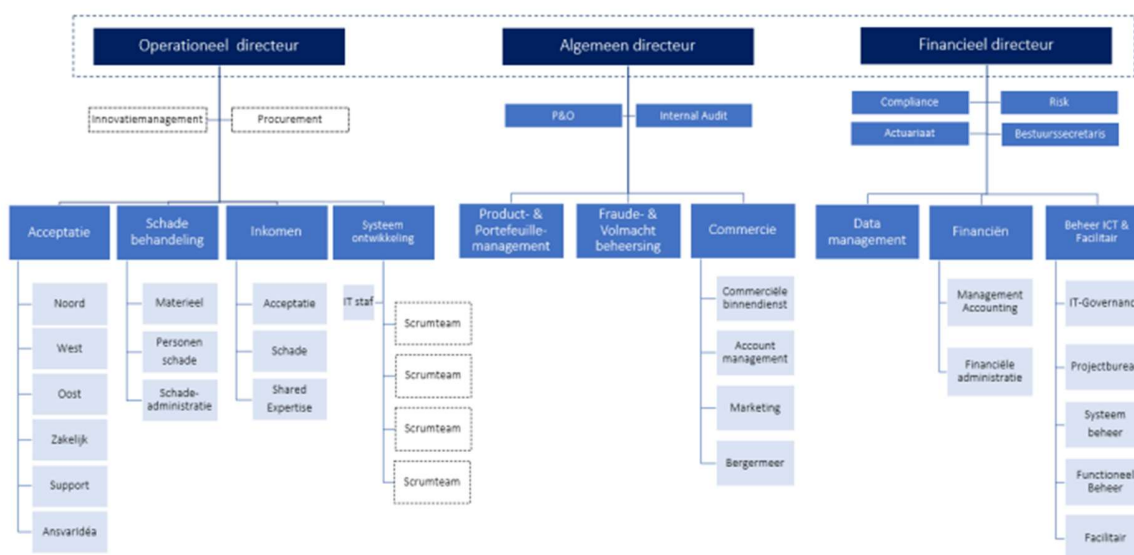 Operationeel directeur
Algemeen directeur
Financieel directeur
Innovatiemanagement
Procurement
P&O
Internal Audit
Compliance
Risk
Actuariaat
Bestuurssecretaris
Acceptatie
Schade
behandeling
Inkomen
Systeem
ontwikkeling
Product- &
Portefeuille-
management
Fraude- &
Volmacht
beheersing
Commercie
Data
management
Financiën
Beheer ICT &
Facilitair
Noord
West
Oost
Zakelijk
Support
AnsvarIdéa
Materieel
Personen
schade
Schade-
administratie
Acceptatie
Schade
Shared
Expertise
IT staf
Scrumteam
Scrumteam
Scrumteam
Scrumteam
Commerciële
binnendienst
Account
management
Marketing
Bergermeer
Management
Accounting
Financiële
administratie
IT-Governanc
Projectburea
Systeem
beheer
Functioneel
Beheer
Facilitair